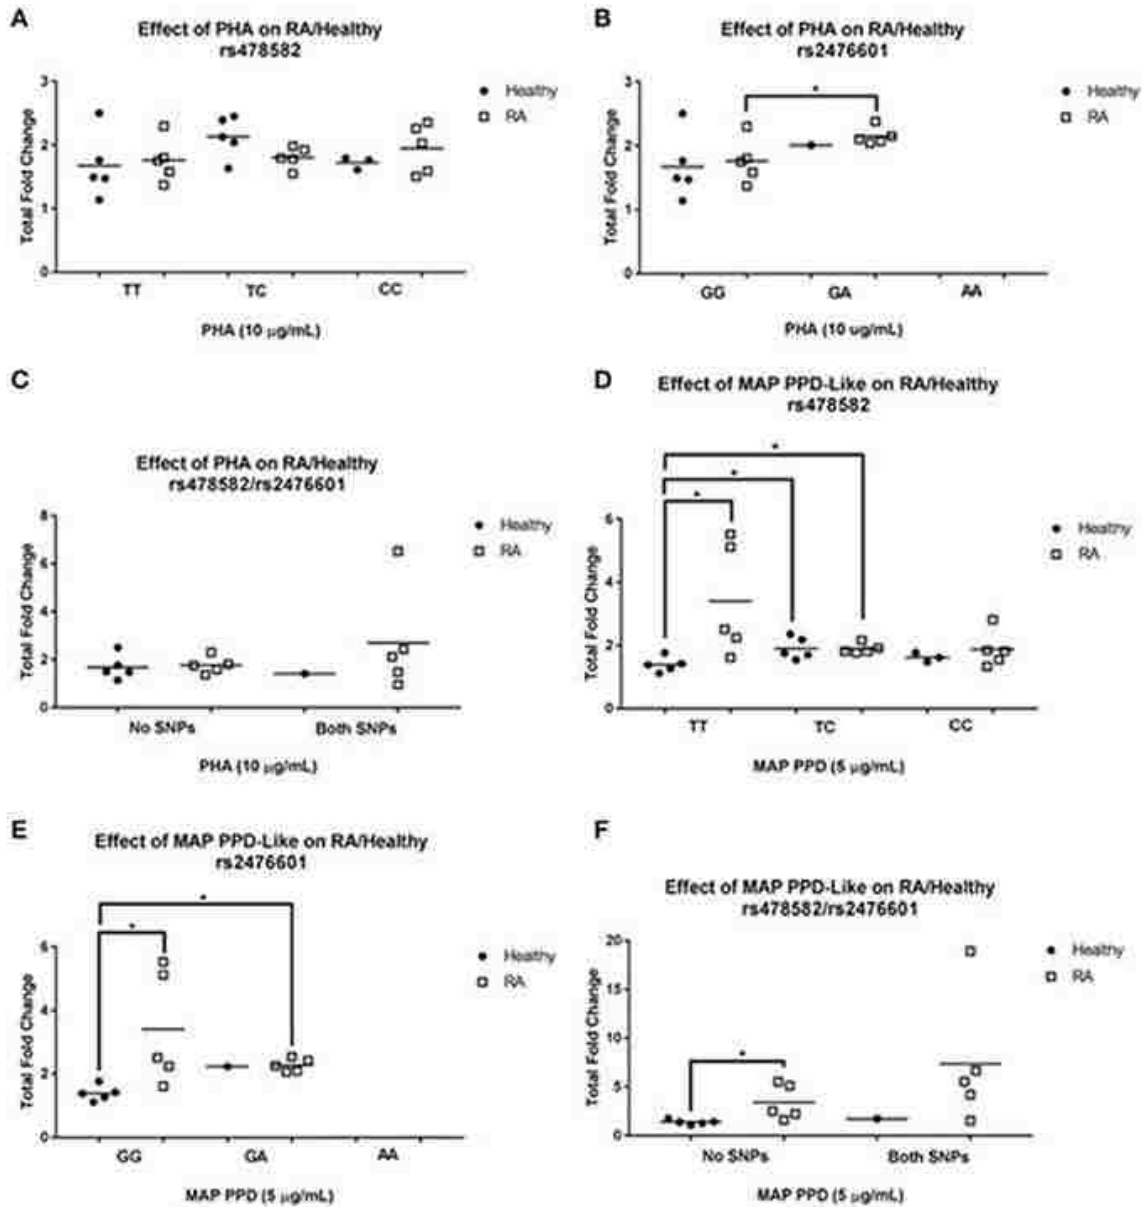 A
Effect of PHA on RA/Healthy
rs478582
Total Fold Change
3
2
1
0
TT
TC
CC
PHA (10 µg/mL)
Healthy
RA
B
Effect of PHA on RA/Healthy
rs2476601
Total Fold Change
3
2
1
0
*
GG
GA
AA
PHA (10 ug/mL)
Healthy
RA
C
Effect of PHA on RA/Healthy
rs478582/rs2476601
Total Fold Change
8
6
4
2
0
No SNPs
Both SNPs
PHA (10 µg/mL)
Healthy
RA
D
Effect of MAP PPD-Like on RA/Healthy
rs478582
Total Fold Change
6
4
2
0
*
*
*
TT
TC
CC
MAP PPD (5 µg/mL)
Healthy
RA
E
Effect of MAP PPD-Like on RA/Healthy
rs2476601
Total Fold Change
6
4
2
0
*
*
GG
GA
AA
MAP PPD (5 µg/mL)
Healthy
RA
F
Effect of MAP PPD-Like on RA/Healthy
rs478582/rs2476601
Total Fold Change
20
15
10
5
0
*
No SNPs
Both SNPs
MAP PPD (5 µg/mL)
Healthy
RA